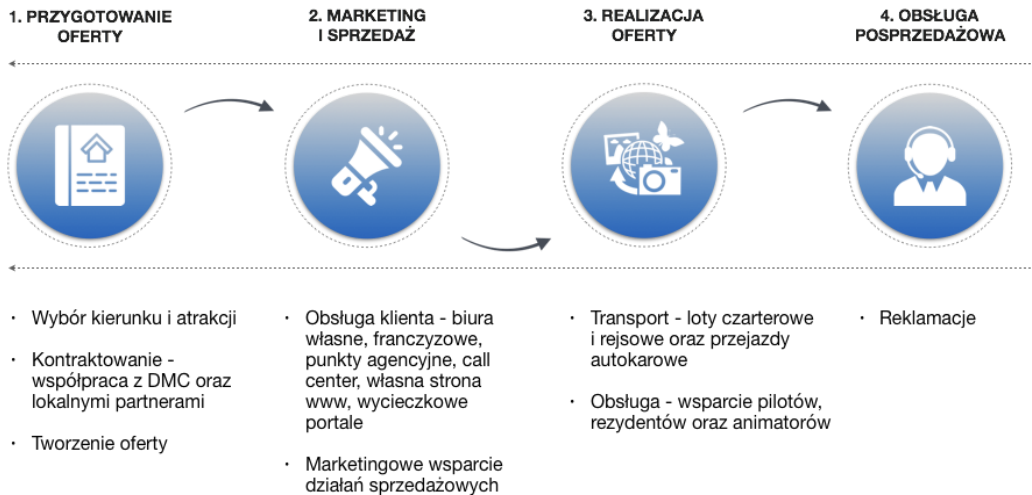 1. PRZYGOTOWANIE
OFERTY
2. MARKETING
I SPRZEDAŻ
3. REALIZACJA
OFERTY
4. OBSŁUGA
POSPRZEDAŻOWA
· Wybór kierunku i atrakcji
· Kontraktowanie -
współpraca z DMC oraz
lokalnymi partnerami
· Tworzenie oferty
· Obsługa klienta - biura
własne, franczyzowe,
punkty agencyjne, call
center, własna strona
www, wycieczkowe
portale
· Marketingowe wsparcie
działań sprzedażowych
· Transport - loty czarterowe
i rejsowe oraz przejazdy
autokarowe
· Obsługa - wsparcie pilotów,
rezydentów oraz animatorów
· Reklamacje